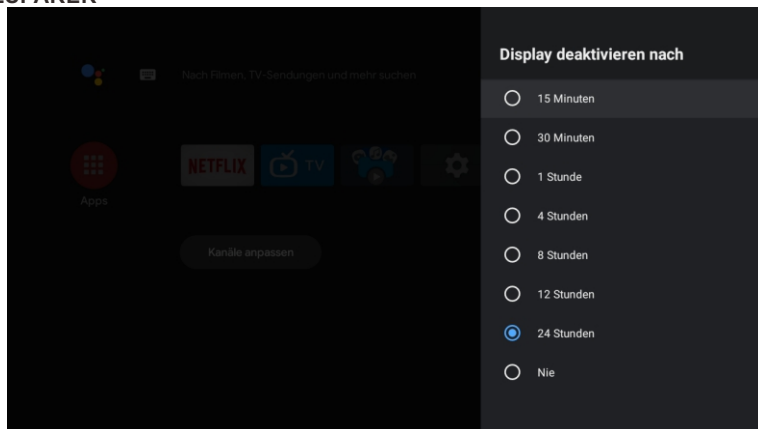 Nach Filmen, TV-Sendungen und mehr suchen
NETFLIX
TV
Apps
Kanäle anpassen
Display deaktivieren nach
15 Minuten
30 Minuten
1 Stunde
4 Stunden
8 Stunden
12 Stunden
24 Stunden
Nie